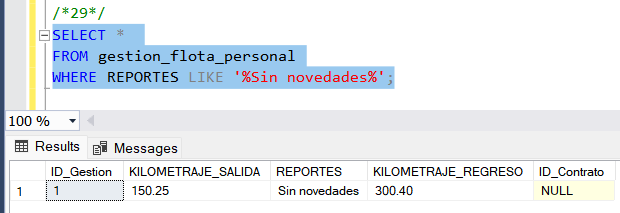 /*29*/
SELECT *
FROM gestion_flota_personal
WHERE REPORTES LIKE '%Sin novedades%';
100 %
Results Messages
ID_Gestion KILOMETRAJE_SALIDA REPORTES KILOMETRAJE_REGRESO ID_Contrato
1 1 150.25 Sin novedades 300.40 NULL